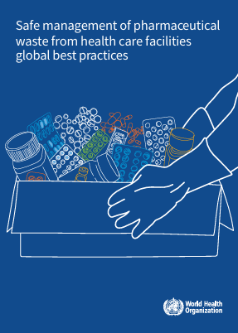 Safe management of pharmaceutical
waste from health care facilities
global best practices
World Health
Organization